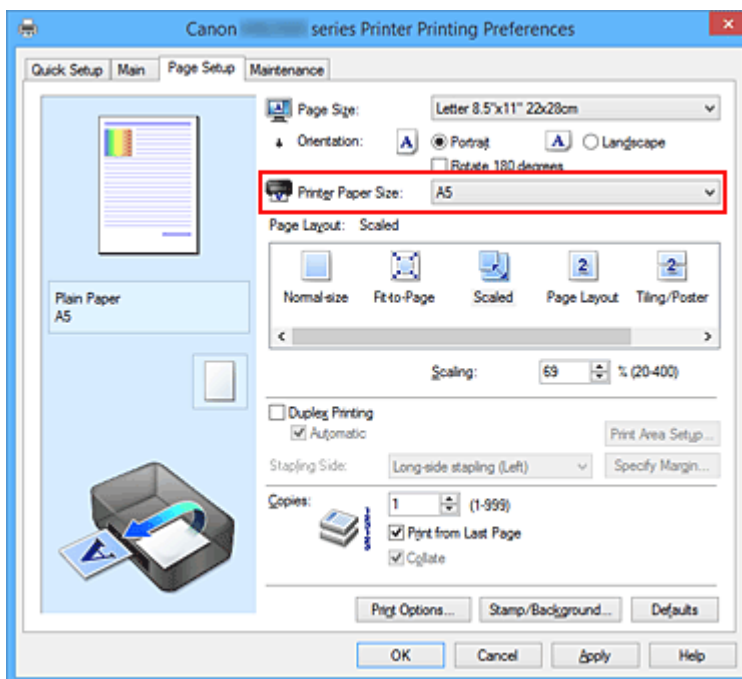 Canon series Printer Printing Preferences
Quick Setup Main Page Setup Maintenance
Page Size: Letter 8.5"x11" 22x28cm
Orientation: A Portrait A Landscape
Rotate 180 degrees
Printer Paper Size: A5
Page Layout: Scaled
Normal-size Fit-to-Page Scaled Page Layout Tiling/Poster
Plain Paper
A5
Scaling: 69 % (20-400)
Duplex Printing
Automatic Print Area Setup...
Stapling Side: Long-side stapling (Left) Specify Margin...
Copies: 1 (1-999)
Print from Last Page
Collate
Print Options... Stamp/Background... Defaults
OK Cancel Apply Help